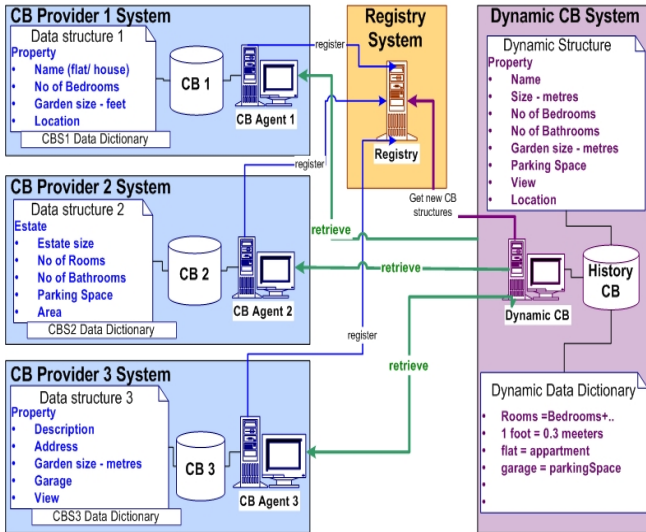 CB Provider 1 System
Data structure 1
Property
• Name (flat/ house)
• No of Bedrooms
• Garden size - feet
• Location
CBS1 Data Dictionary
CB 1
CB Agent 1
register
Registry
System
Registry
register
Get new CB
structures
CB Provider 2 System
Data structure 2
Estate
• Estate size
• No of Rooms
• No of Bathrooms
• Parking Space
• Area
CBS2 Data Dictionary
CB 2
CB Agent 2
retrieve
retrieve
register
retrieve
CB Provider 3 System
Data structure 3
Property
• Description
• Address
• Garden size - metres
• Garage
• View
CBS3 Data Dictionary
CB 3
CB Agent 3
Dynamic CB System
Dynamic Structure
Property
• Name
• Size - metres
• No of Bedrooms
• No of Bathrooms
• Garden size - metres
• Parking Space
• View
• Location
Dynamic CB
History
CB
Dynamic Data Dictionary
• Rooms =Bedrooms+..
• 1 foot = 0.3 meeters
• flat = appartment
• garage = parkingSpace
•
•